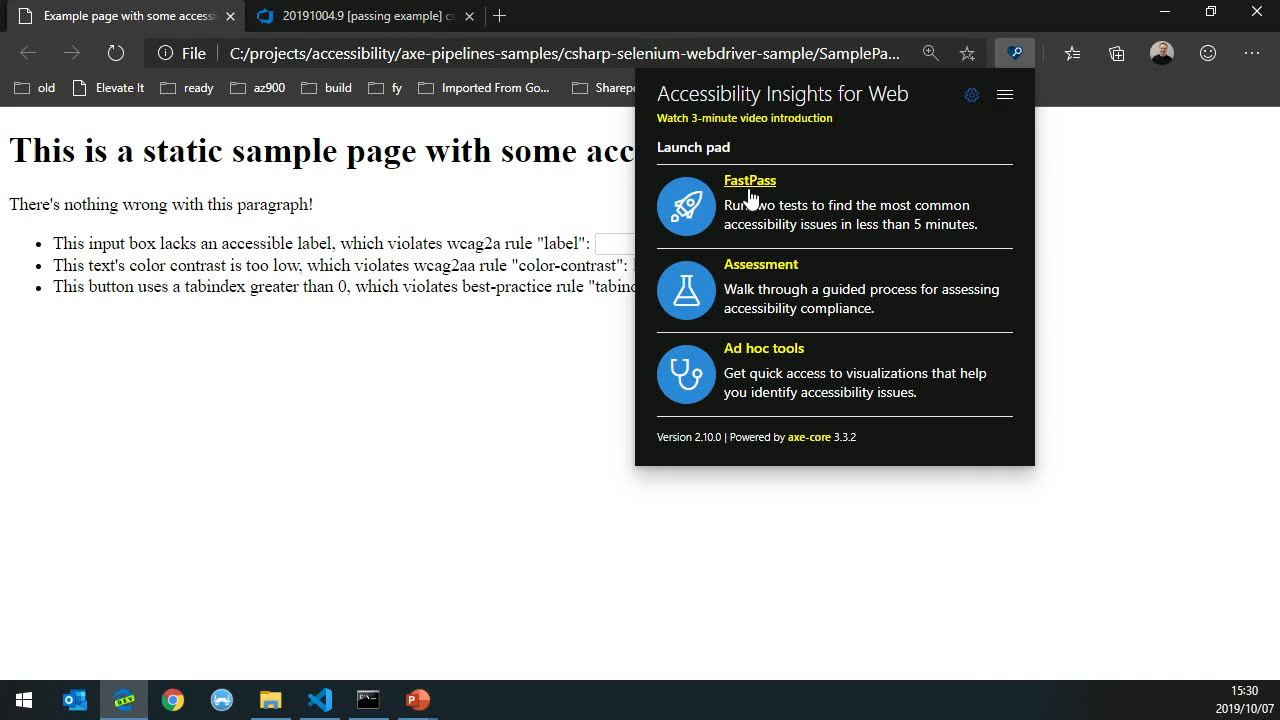 Example page with some accessi
20191004.9 [passing example] cs
File
C:/projects/accessibility/axe-pipelines-samples/csharp-selenium-webdriver-sample/SamplePa...
old
Elevate It
ready
az900
build
fy
Imported From Go...
Sharepo
This is a static sample page with some acc
There's nothing wrong with this paragraph!
This input box lacks an accessible label, which violates wcag2a rule "label":
This text's color contrast is too low, which violates wcag2aa rule "color-contrast":
This button uses a tabindex greater than 0, which violates best-practice rule "tabind
Accessibility Insights for Web
Watch 3-minute video introduction
Launch pad
FastPass
Run two tests to find the most common
accessibility issues in less than 5 minutes.
Assessment
Walk through a guided process for assessing
accessibility compliance.
Ad hoc tools
Get quick access to visualizations that help
you identify accessibility issues.
Version 2.10.0 | Powered by axe-core 3.3.2
DEV
15:30
2019/10/07